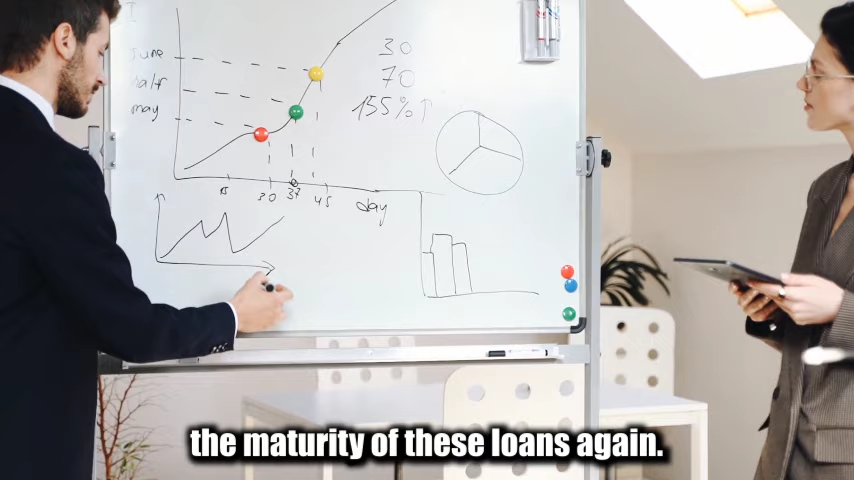 June
half
may
30
70
155%↑
15
30
37
45
day
the maturity of these loans again.